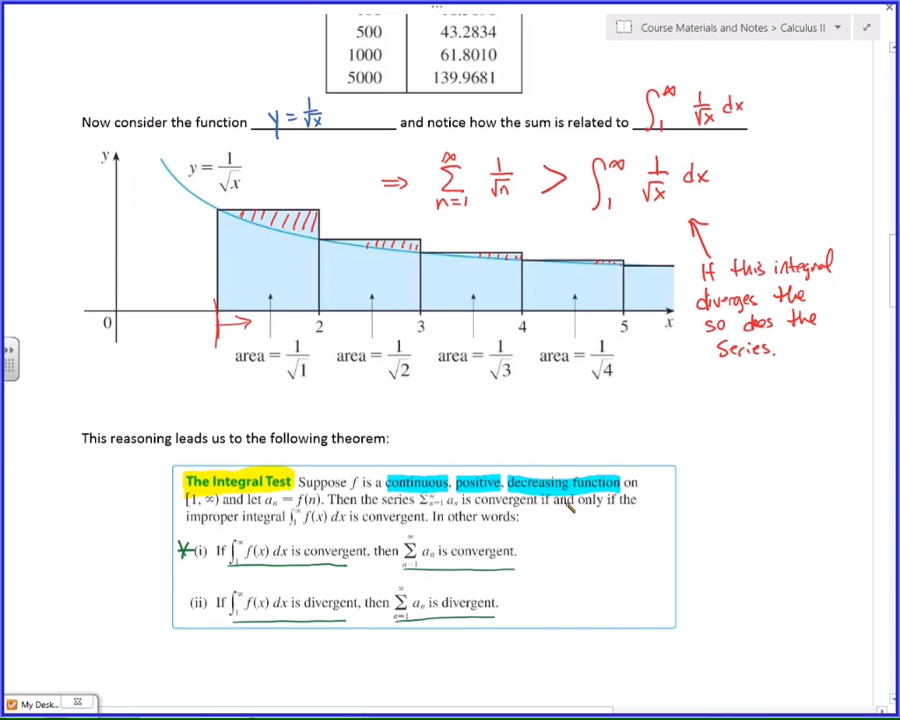 Course Materials and Notes > Calculus II
500 43.2834
1000 61.8010
5000 139.9681
Now consider the function y = 1/√x and notice how the sum is related to ∫₁^∞ 1/√x dx
y
y = 1/√x
⇒ ∑_{n=1}^∞ 1/√n > ∫₁^∞ 1/√x dx
If this integral
diverges the
so does the
Series.
0 2 3 4 5 x
area = 1/√1 area = 1/√2 area = 1/√3 area = 1/√4
This reasoning leads us to the following theorem:
The Integral Test Suppose f is a continuous, positive, decreasing function on
[1, ∞) and let aₙ = f(n). Then the series Σ_{n=1}^∞ aₙ is convergent if and only if the
improper integral ∫₁^∞ f(x) dx is convergent. In other words:
(i) If ∫₁^∞ f(x) dx is convergent, then ∑_{n=1}^∞ aₙ is convergent.
(ii) If ∫₁^∞ f(x) dx is divergent, then ∑_{n=1}^∞ aₙ is divergent.
My Desk...